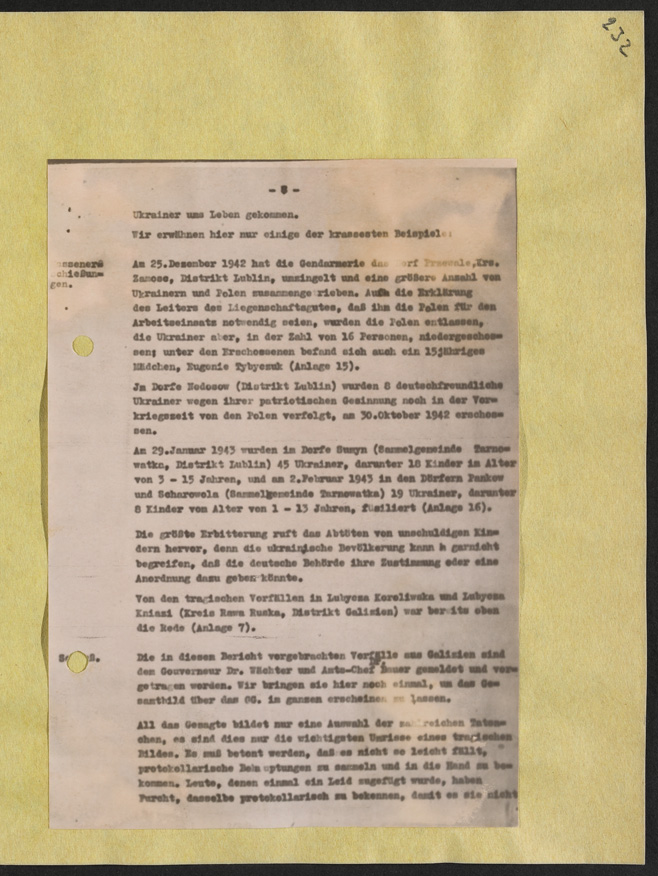 232
- 8 -
Ukrainer ums Leben gekommen.
Wir erwähnen hier nur einige der krassesten Beispiele:
Am 25.Dezember 1942 hat die Gendarmerie das Krs.
Zamosc, Distrikt Lublin, umzingelt und eine größere Anzahl von
Ukrainern und Polen zusammengetrieben. Auf die Erklärung
des Leiters des Liegenschaftsgutes, daß ihm die Polen für den
Arbeitseinsatz notwendig seien, wurden die Polen entlassen,
die Ukrainer aber, in der Zahl von 16 Personen, niedergeschos-
sen; unter den Erschossenen befand sich auch ein 15jähriges
Mädchen, Eugenie Tybyczuk (Anlage 15).
Jm Dorfe Nedosow (Distrikt Lublin) wurden 8 deutschfreundliche
Ukrainer wegen ihrer patriotischen Gesinnung noch in der Vor-
kriegszeit von den Polen verfolgt, am 30.Oktober 1942 erschos-
sen.
Am 29.Januar 1943 wurden im Dorfe Sumyn (Sammelgemeinde Tarno-
watka, Distrikt Lublin) 45 Ukrainer, darunter 18 Kinder im Alter
von 3 - 15 Jahren, und am 2.Februar 1943 in den Dörfern Pankow
und Scharowola (Sammelgemeinde Tarnowatka) 19 Ukrainer, darunter
8 Kinder von Alter von 1 - 13 Jahren, füsiliert (Anlage 16).
Die größte Erbitterung ruft das Abtöten von unschuldigen Kin-
dern hervor, denn die ukrainische Bevölkerung kann h garnicht
begreifen, daß die deutsche Behörde ihre Zustimmung oder eine
Anordnung dazu geben könnte.
Von den tragischen Vorfällen in Lubycza Koroliwska und Lubycza
Kniazi (Kreis Rawa Ruska, Distrikt Galizien) war bereits oben
die Rede (Anlage 7).
Die in diesen Bericht vorgebrachten Vorfälle aus Galizien sind
dem Gouverneur Dr. Wächter und Amts-Chef Bauer gemeldet und vor-
getragen worden. Wir bringen sie hier noch einmal, um das Ge-
samtbild über das GG. in ganzen erscheinen zu lassen.
All das Gesagte bildet nur eine Auswahl der zahlreichen Tatsa-
chen, es sind dies nur die wichtigsten Umrisse eines tragischen
Bildes. Es muß betont werden, daß es nicht so leicht fällt,
protokollarische Behauptungen zu sammeln und in die Hand zu be-
kommen. Leute, denen einmal ein Leid zugefügt wurde, haben
Furcht, dasselbe protokollarisch zu bekennen, damit es sie nicht